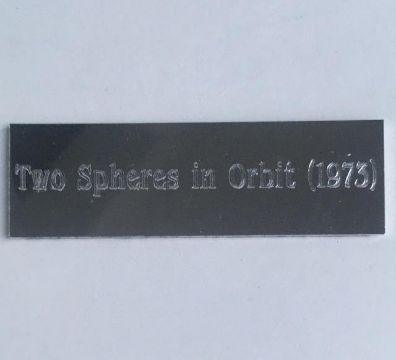 Two Spheres in Orbit (1973)